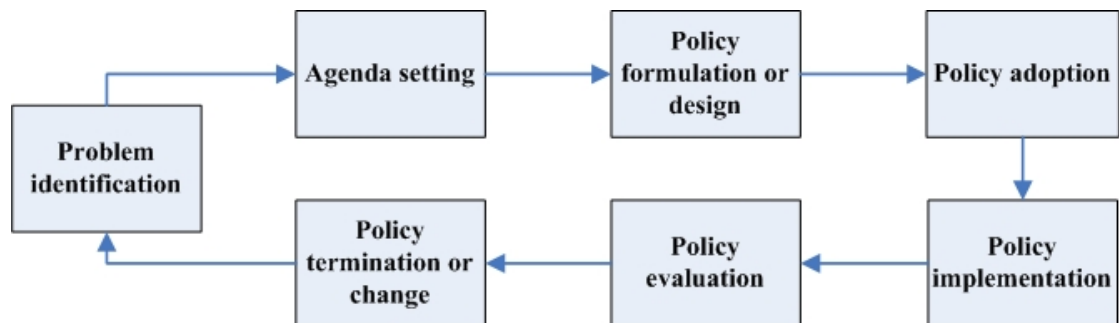 Agenda setting
Policy
formulation or
design
Policy adoption
Problem
identification
Policy
termination or
change
Policy
evaluation
Policy
implementation